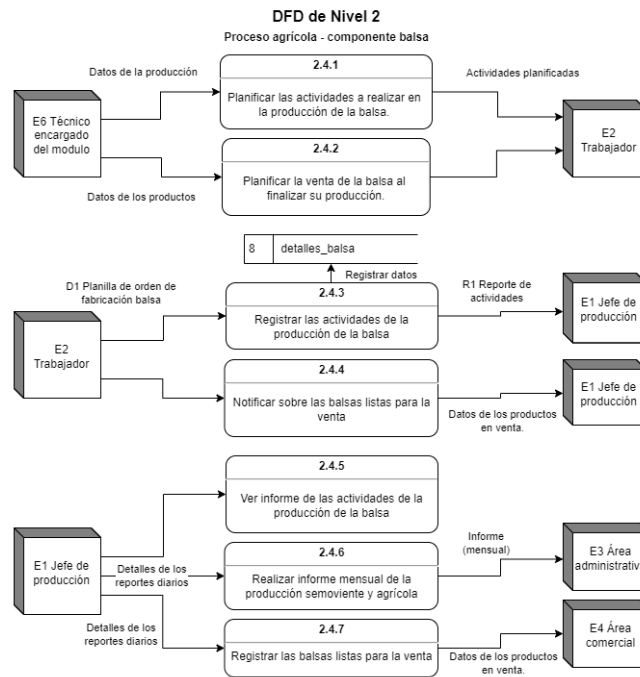 DFD de Nivel 2
Proceso agrícola - componente balsa
2.4.1
Datos de la producción
Actividades planificadas
Planificar las actividades a realizar en
la producción de la balsa.
E6 Técnico
encargado
del modulo
E2
Trabajador
2.4.2
Planificar la venta de la balsa al
finalizar su producción.
Datos de los productos
8
detalles_balsa
Registrar datos
D1 Planilla de orden de
fabricación balsa
2.4.3
R1 Reporte de
actividades
Registrar las actividades de la
producción de la balsa
E1 Jefe de
producción
E2
Trabajador
2.4.4
Notificar sobre las balsas listas para la
venta
E1 Jefe de
producción
Datos de los productos
en venta.
2.4.5
Ver informe de las actividades de la
producción de la balsa
E1 Jefe de
producción
Detalles de los
reportes diarios
2.4.6
Realizar informe mensual de la
producción semoviente y agrícola
Informe
(mensual)
E3 Área
administrativa
Detalles de los
reportes diarios
2.4.7
Registrar las balsas listas para la venta
Datos de los productos
en venta.
E4 Área
comercial